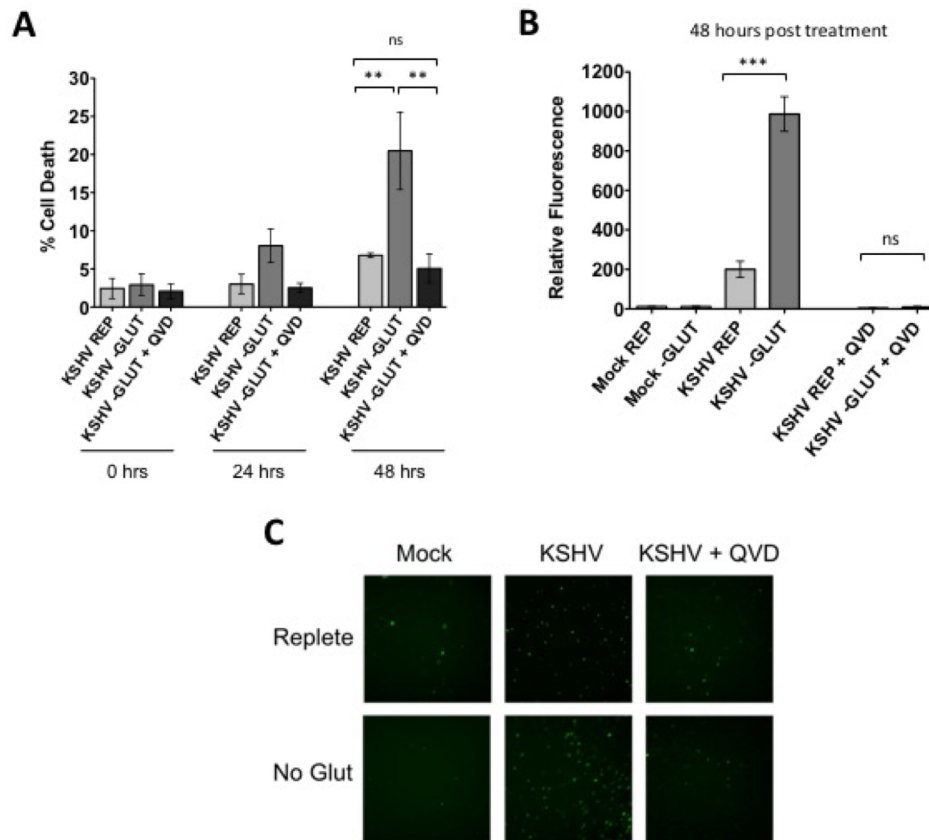 A
ns
** **
30
25
20
15
10
5
0
% Cell Death
KSHV REP
KSHV -GLUT
KSHV -GLUT + QVD
KSHV REP
KSHV -GLUT
KSHV -GLUT + QVD
KSHV REP
KSHV -GLUT
KSHV -GLUT + QVD
0 hrs 24 hrs 48 hrs
B
48 hours post treatment
***
ns
1200
1000
800
600
400
200
0
Relative Fluorescence
Mock REP
Mock -GLUT
KSHV REP
KSHV -GLUT
KSHV REP + QVD
KSHV -GLUT + QVD
C
Mock KSHV KSHV + QVD
Replete
No Glut